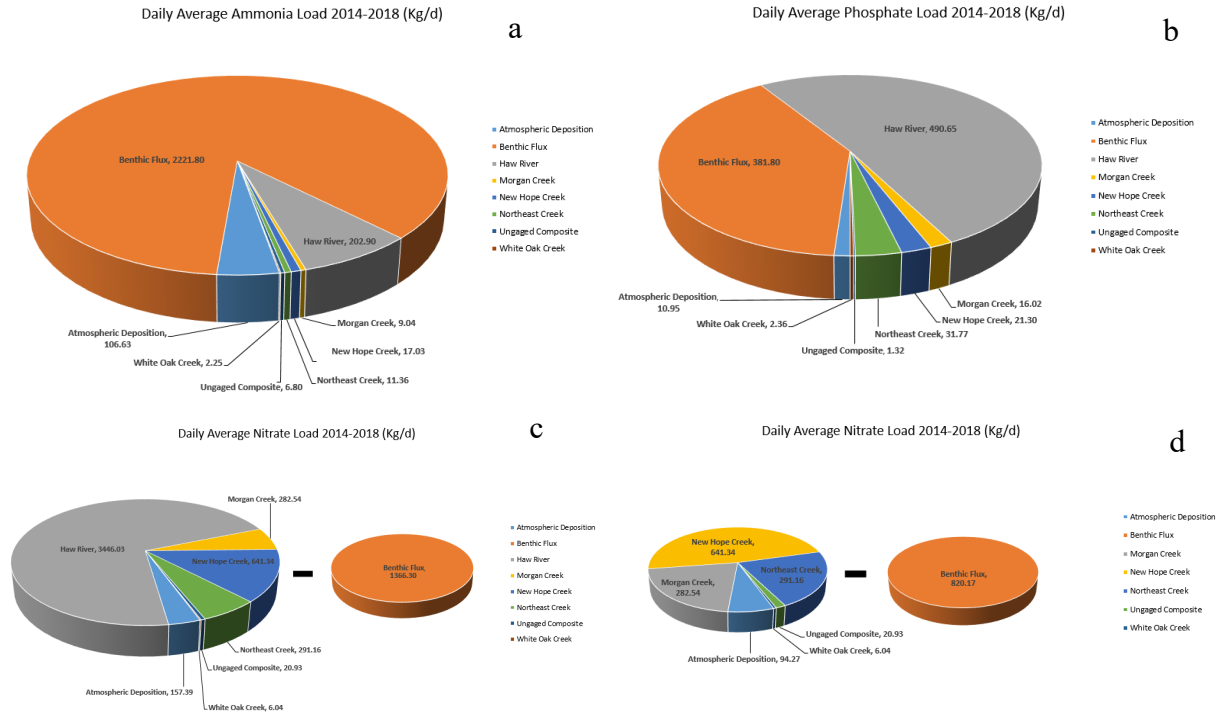 Daily Average Ammonia Load 2014-2018 (Kg/d)
a
Benthic Flux, 2221.80
Haw River, 202.90
Atmospheric Deposition,
106.63
White Oak Creek, 2.25
Ungaged Composite, 6.80
Northeast Creek, 11.36
New Hope Creek, 17.03
Morgan Creek, 9.04
Atmospheric Deposition
Benthic Flux
Haw River
Morgan Creek
New Hope Creek
Northeast Creek
Ungaged Composite
White Oak Creek
Daily Average Phosphate Load 2014-2018 (Kg/d)
b
Haw River, 490.65
Benthic Flux, 381.80
Atmospheric Deposition,
10.95
White Oak Creek, 2.36
Ungaged Composite, 1.32
Northeast Creek, 31.77
New Hope Creek, 21.30
Morgan Creek, 16.02
Atmospheric Deposition
Benthic Flux
Haw River
Morgan Creek
New Hope Creek
Northeast Creek
Ungaged Composite
White Oak Creek
Daily Average Nitrate Load 2014-2018 (Kg/d)
c
Morgan Creek, 282.54
Haw River, 3446.03
New Hope Creek, 641.34
Northeast Creek, 291.16
Ungaged Composite, 20.93
Atmospheric Deposition, 157.39
White Oak Creek, 6.04
Benthic Flux,
1366.30
Atmospheric Deposition
Benthic Flux
Haw River
Morgan Creek
New Hope Creek
Northeast Creek
Ungaged Composite
White Oak Creek
Daily Average Nitrate Load 2014-2018 (Kg/d)
d
New Hope Creek,
641.34
Northeast Creek,
291.16
Morgan Creek,
282.54
Ungaged Composite, 20.93
White Oak Creek, 6.04
Atmospheric Deposition, 94.27
Benthic Flux,
820.17
Atmospheric Deposition
Benthic Flux
Morgan Creek
New Hope Creek
Northeast Creek
Ungaged Composite
White Oak Creek